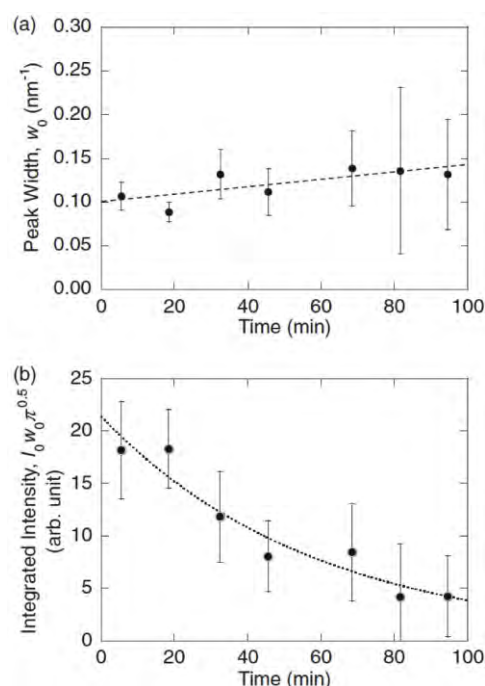 (a)
0.30
0.25
0.20
0.15
0.10
0.05
0.00
Peak Width, w₀ (nm⁻¹)
0 20 40 60 80 100
Time (min)
(b)
25
20
15
10
5
0
Integrated Intensity, I₀w₀π⁰·⁵
(arb. unit)
0 20 40 60 80 100
Time (min)